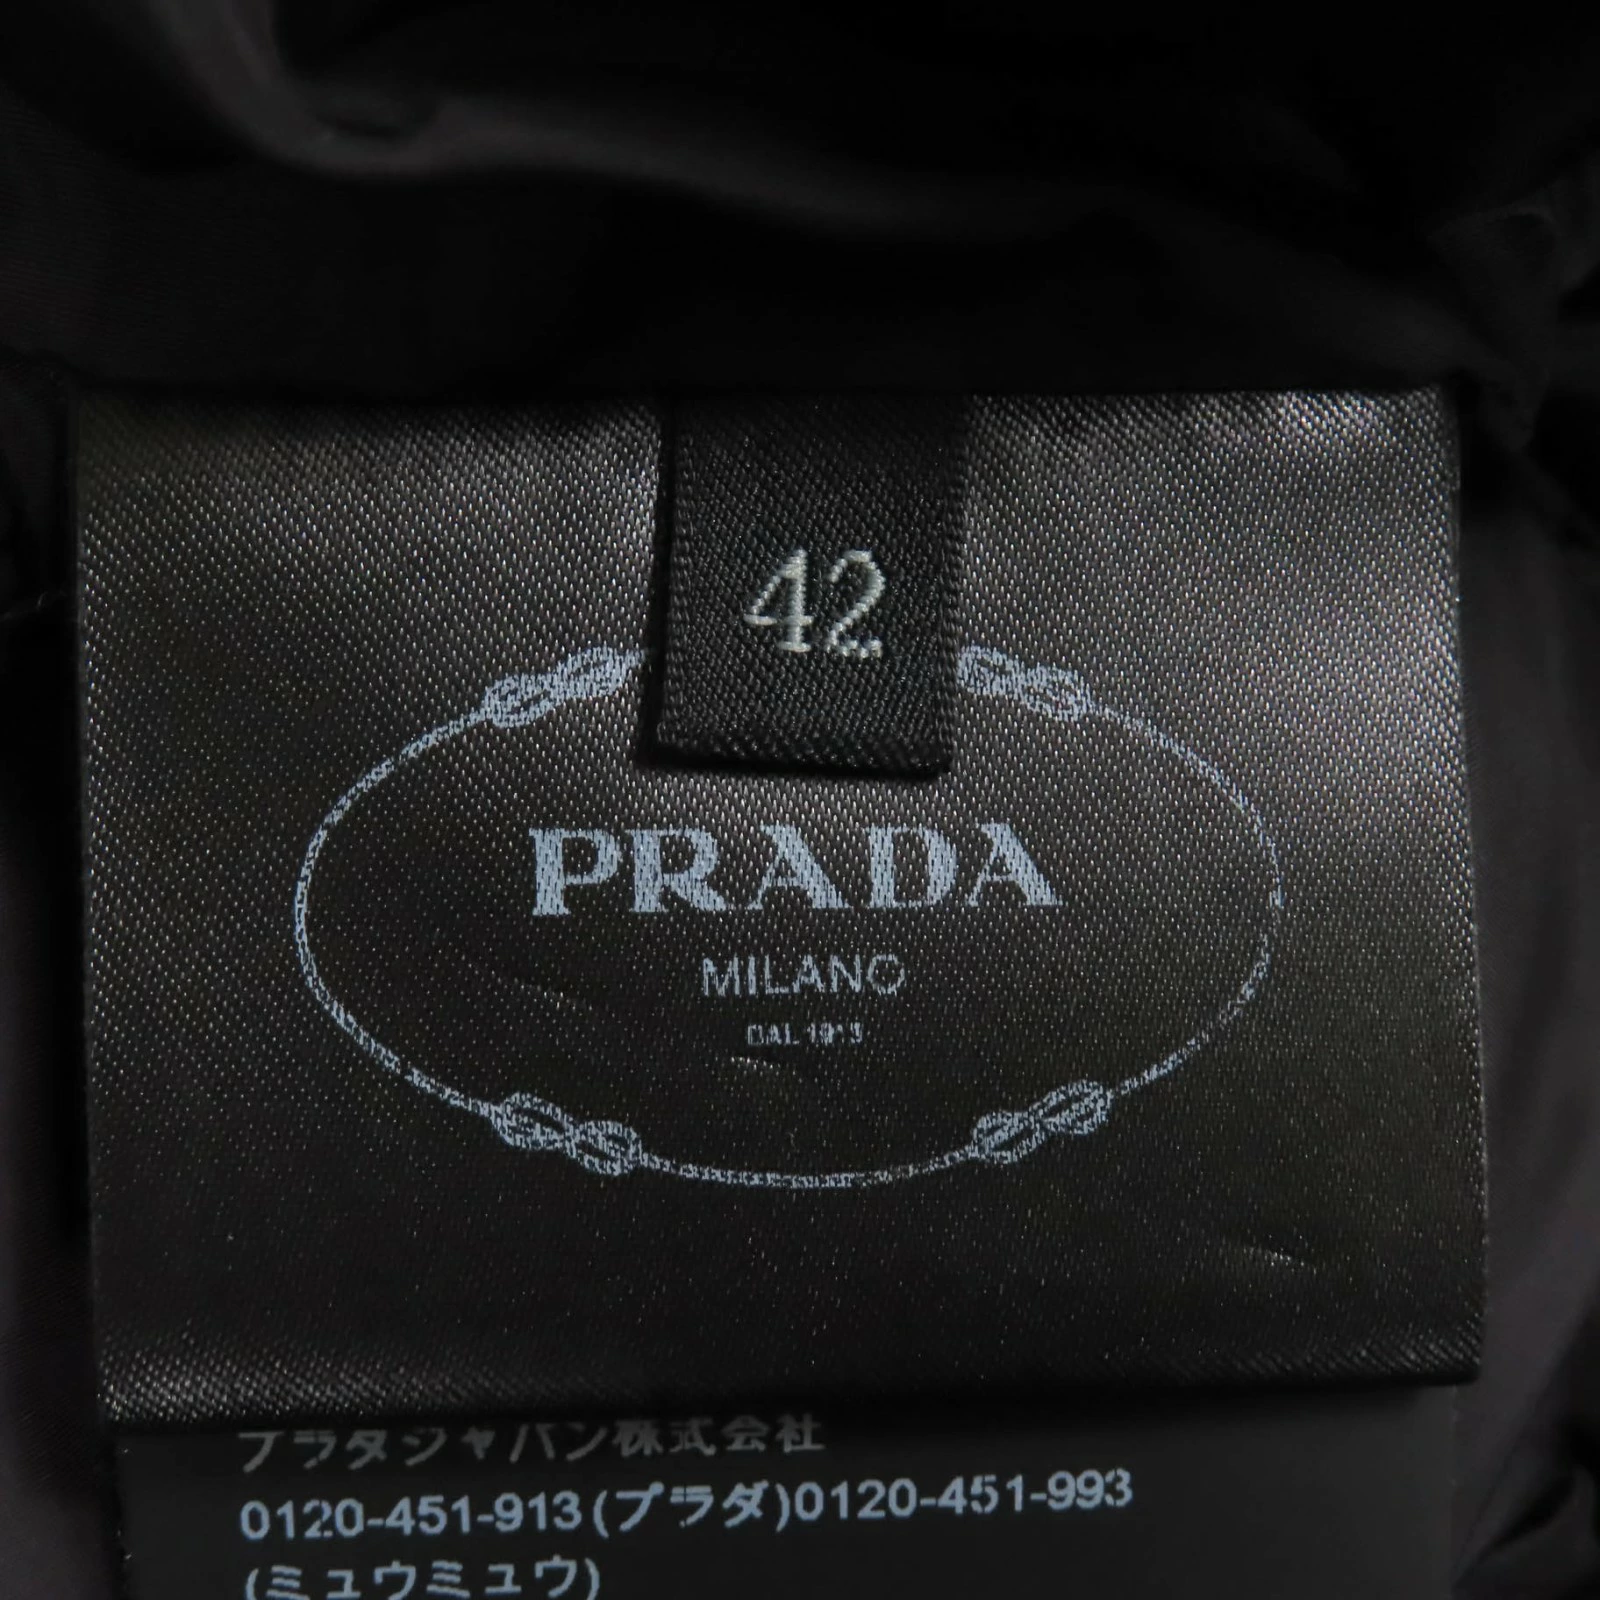 42
PRADA
MILANO
DAL 1913
プラダジャパン株式会社
0120-451-913(プラダ)0120-451-993
(ミュウミュウ)